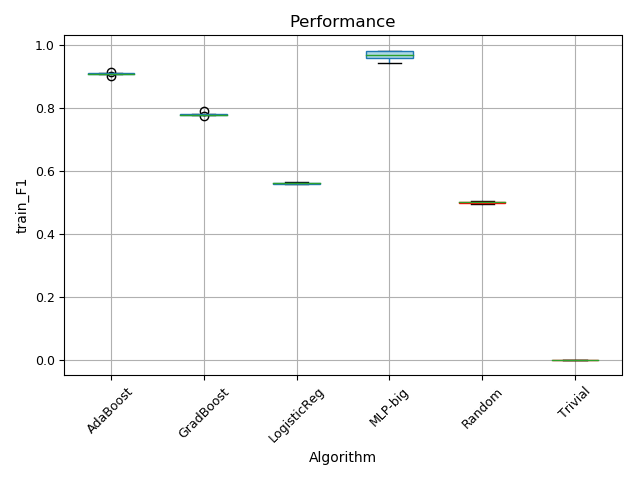 Performance
train_F1
1.0
0.8
0.6
0.4
0.2
0.0
AdaBoost
GradBoost
LogisticReg
MLP-big
Random
Trivial
Algorithm